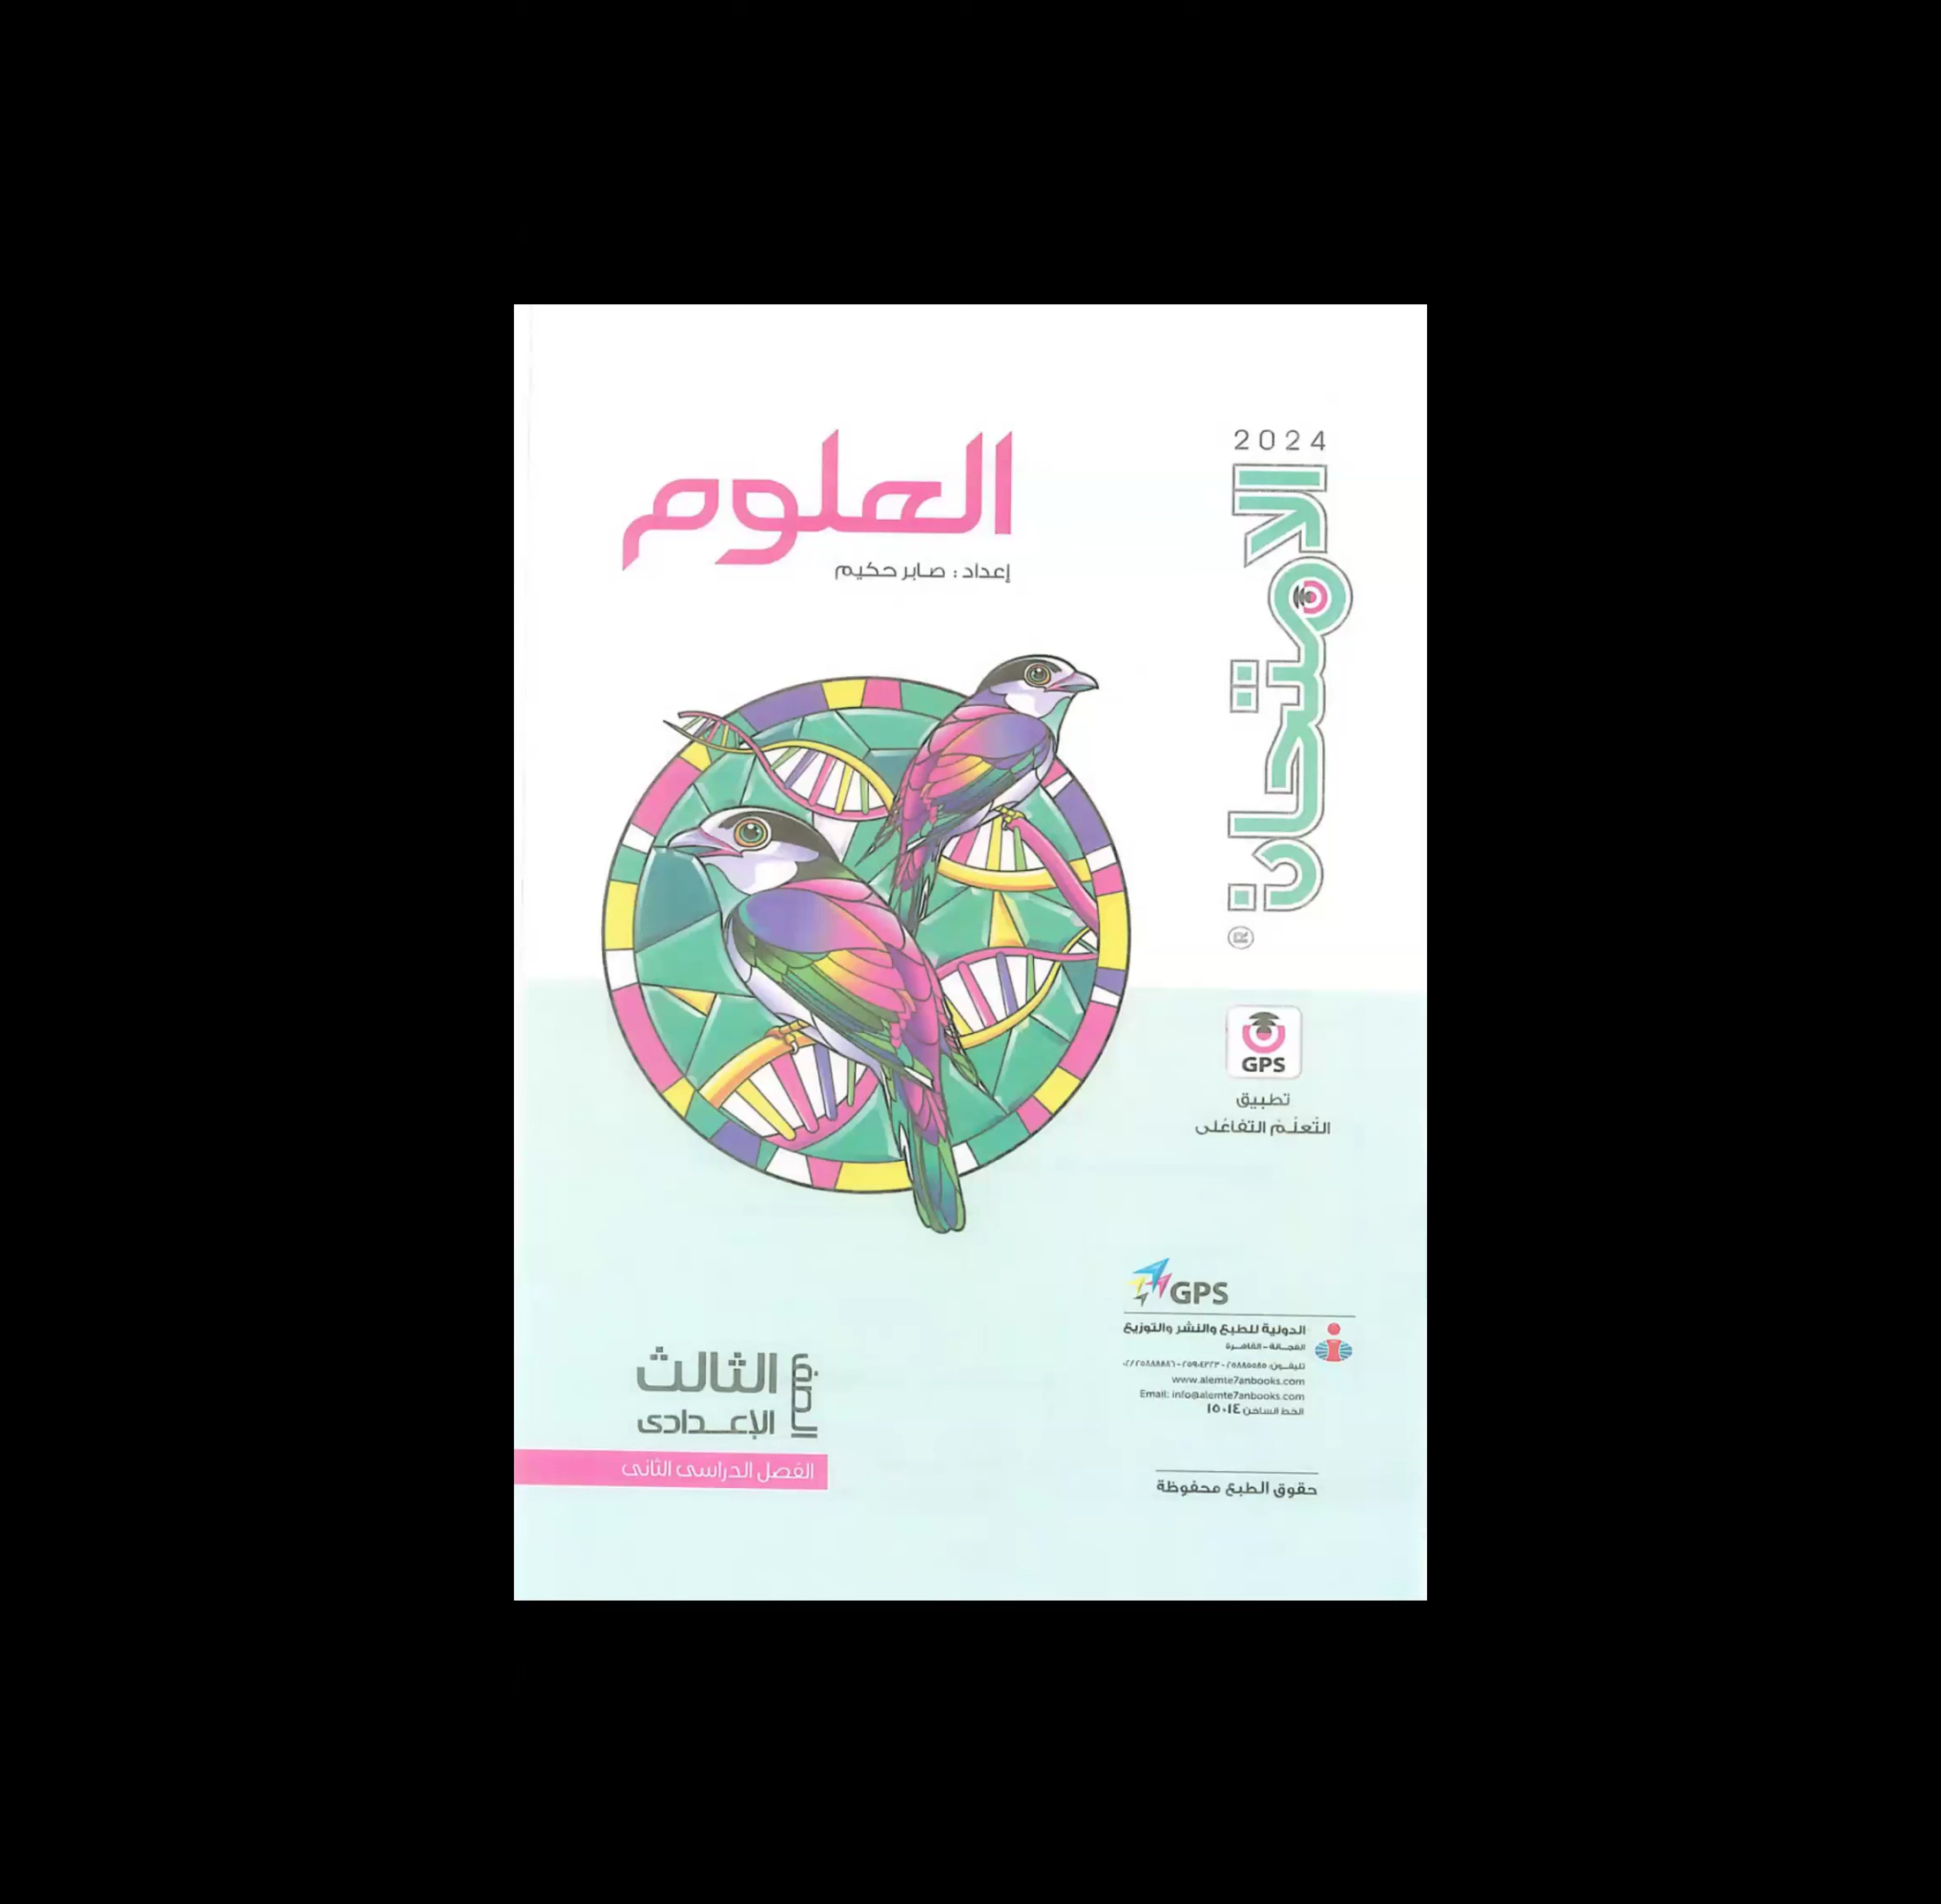 2024
الامتحان
العلوم
إعداد : صابر حكيم
GPS
تطبيق
التعلم التفاعلى
GPS
الدولية للطبع والنشر والتوزيع
الفجالة - القاهرة
www.alemte7anbooks.com
Email: info@alemte7anbooks.com
الخط الساخن ١٥٠١٤
حقوق الطبع محفوظة
الصف الثالث
الإعدادى
الفصل الدراسى الثانى